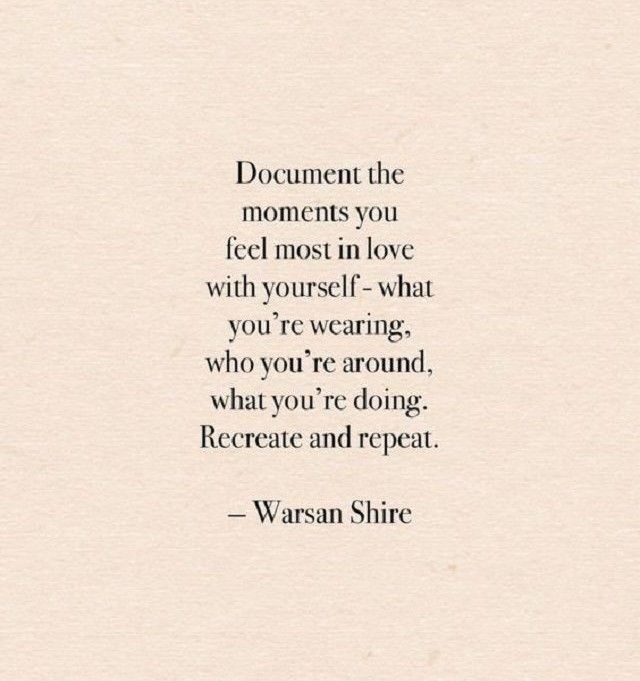 Document the
moments you
feel most in love
with yourself - what
you're wearing,
who you're around,
what you're doing.
Recreate and repeat.
– Warsan Shire